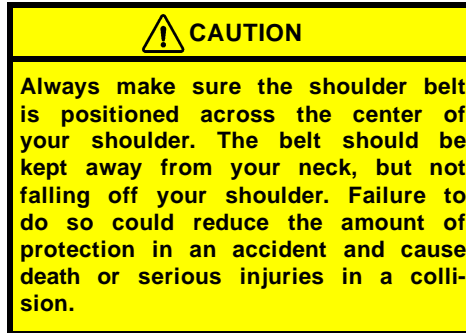 CAUTION
Always make sure the shoulder belt
is positioned across the center of
your shoulder. The belt should be
kept away from your neck, but not
falling off your shoulder. Failure to
do so could reduce the amount of
protection in an accident and cause
death or serious injuries in a colli-
sion.